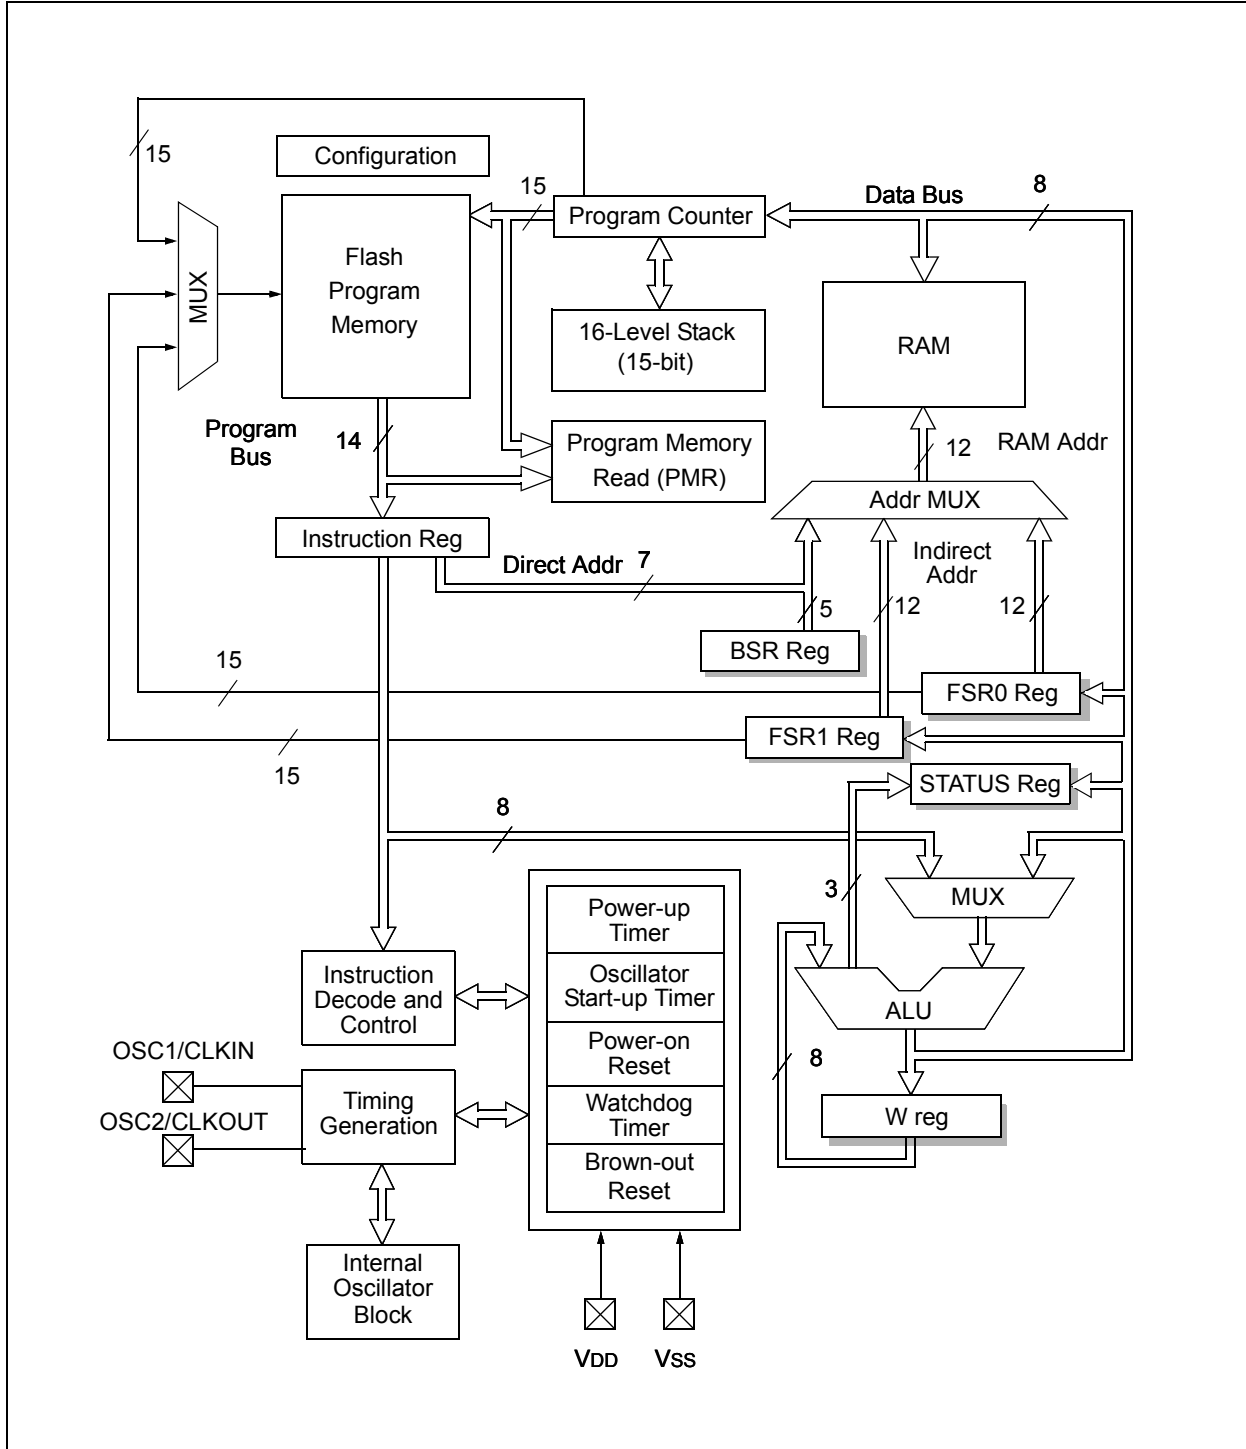 15
Configuration
15
Program Counter
Data Bus
8
MUX
Flash
Program
Memory
16-Level Stack
(15-bit)
RAM
Program
Bus
14
Program Memory
Read (PMR)
12
RAM Addr
Addr MUX
Instruction Reg
Direct Addr
7
Indirect
Addr
5
12
12
BSR Reg
15
FSR0 Reg
FSR1 Reg
15
STATUS Reg
8
3
MUX
Power-up
Timer
Instruction
Decode and
Control
Oscillator
Start-up Timer
ALU
OSC1/CLKIN
Power-on
Reset
8
OSC2/CLKOUT
Timing
Generation
Watchdog
Timer
W reg
Brown-out
Reset
Internal
Oscillator
Block
VDD
VSS